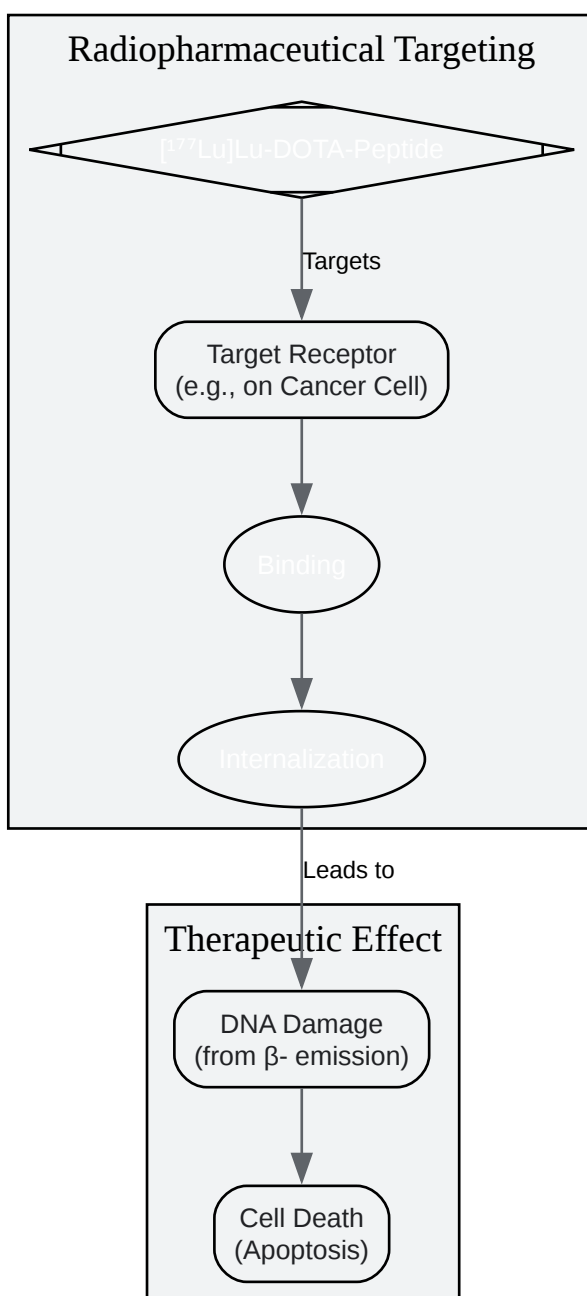 Radiopharmaceutical Targeting
[¹⁷⁷Lu]Lu-DOTA-Peptide
Targets
Target Receptor
(e.g., on Cancer Cell)
Binding
Internalization
Leads to
Therapeutic Effect
DNA Damage
(from β- emission)
Cell Death
(Apoptosis)